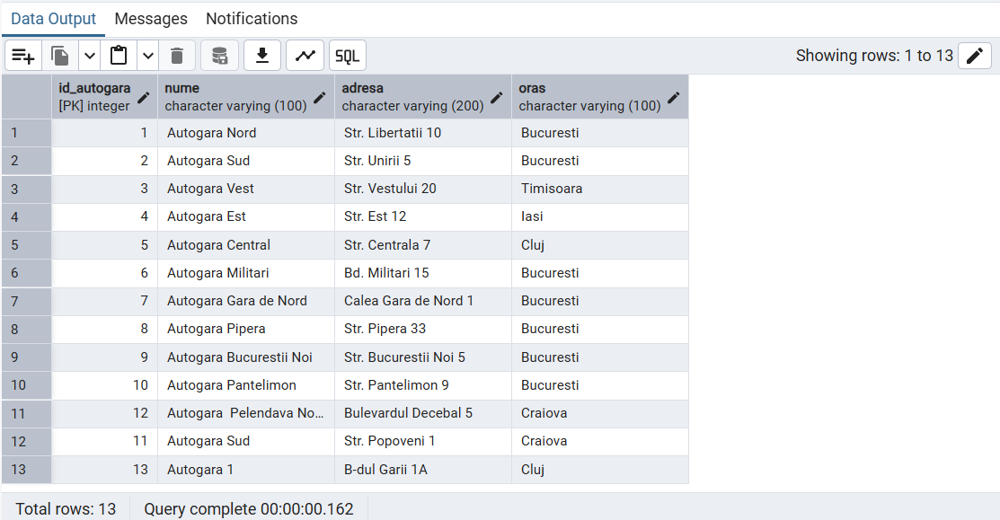 Data Output Messages Notifications
SQL Showing rows: 1 to 13
id_autogara nume adresa oras
[PK] integer character varying (100) character varying (200) character varying (100)
1 1 Autogara Nord Str. Libertatii 10 Bucuresti
2 2 Autogara Sud Str. Unirii 5 Bucuresti
3 3 Autogara Vest Str. Vestului 20 Timisoara
4 4 Autogara Est Str. Est 12 Iasi
5 5 Autogara Central Str. Centrala 7 Cluj
6 6 Autogara Militari Bd. Militari 15 Bucuresti
7 7 Autogara Gara de Nord Calea Gara de Nord 1 Bucuresti
8 8 Autogara Pipera Str. Pipera 33 Bucuresti
9 9 Autogara Bucurestii Noi Str. Bucurestii Noi 5 Bucuresti
10 10 Autogara Pantelimon Str. Pantelimon 9 Bucuresti
11 12 Autogara  Pelendava No... Bulevardul Decebal 5 Craiova
12 11 Autogara Sud Str. Popoveni 1 Craiova
13 13 Autogara 1 B-dul Garii 1A Cluj
Total rows: 13 Query complete 00:00:00.162